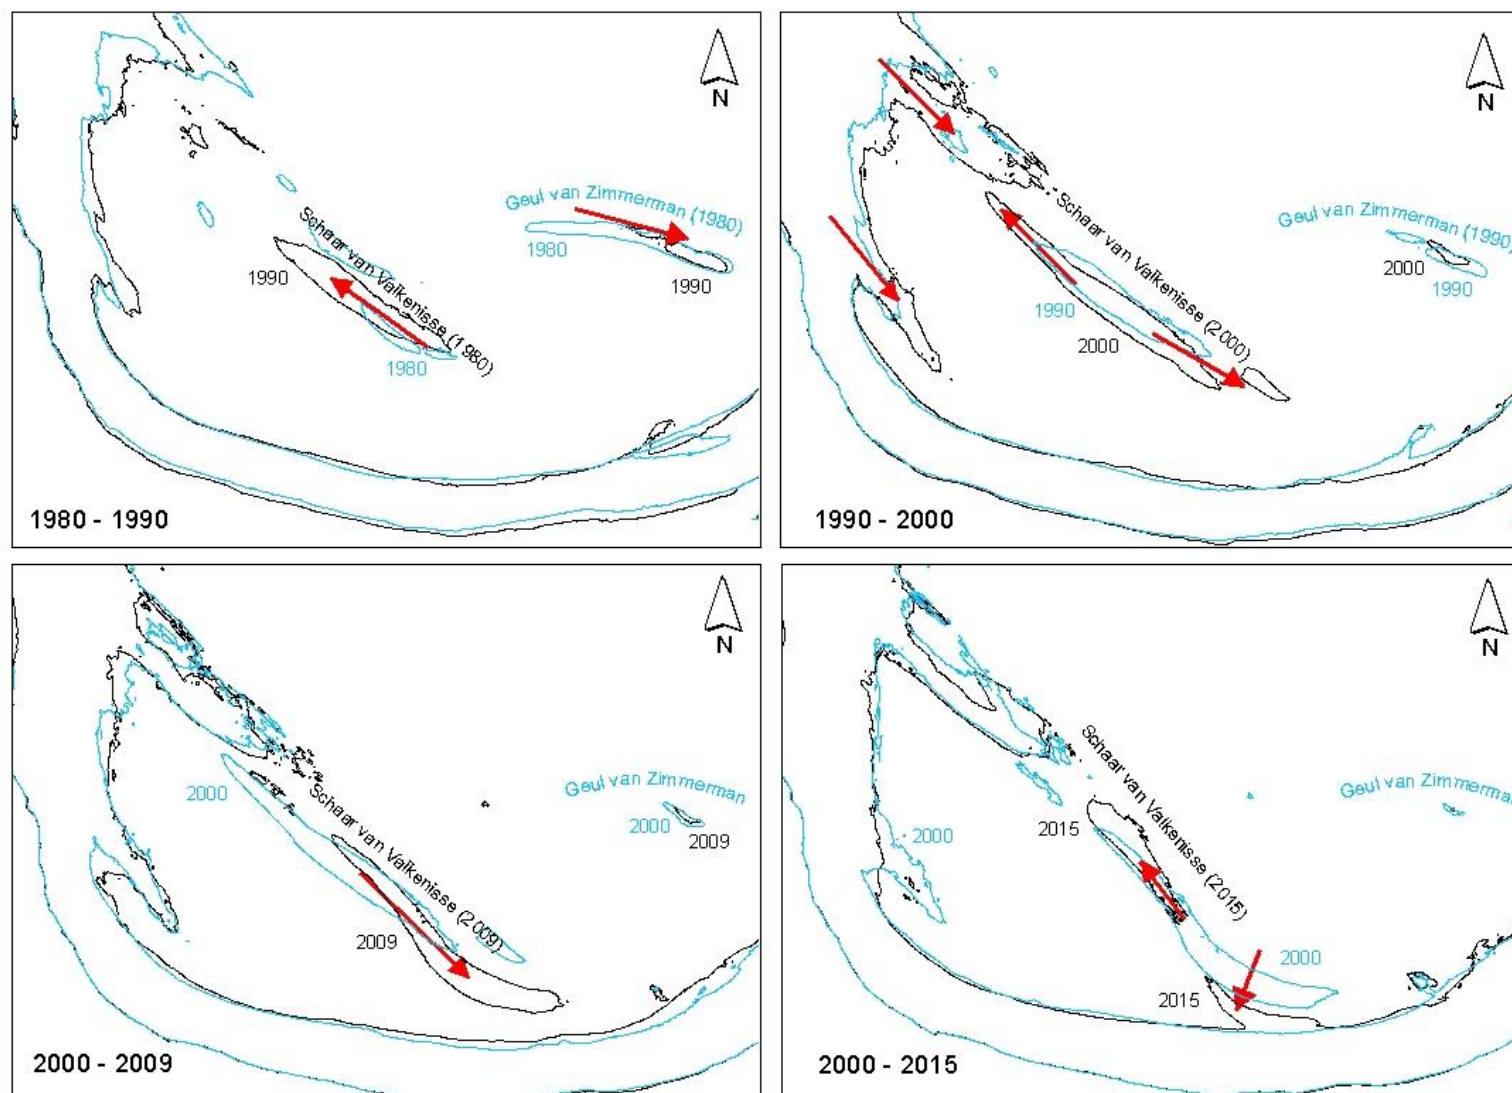 N
Geul van Zimmerman (1980)
1980
1990
Schaar van Valkenisse (1980)
1990
1980
1980 - 1990
N
Geul van Zimmerman (1990)
2000
1990
Schaar van Valkenisse (2000)
1990
2000
1990 - 2000
N
Geul van Zimmerman
2000
2009
2000
Schaar van Valkenisse (2009)
2009
2000 - 2009
N
Geul van Zimmerman
Schaar van Valkenisse (2015)
2015
2000
2000
2015
2000 - 2015